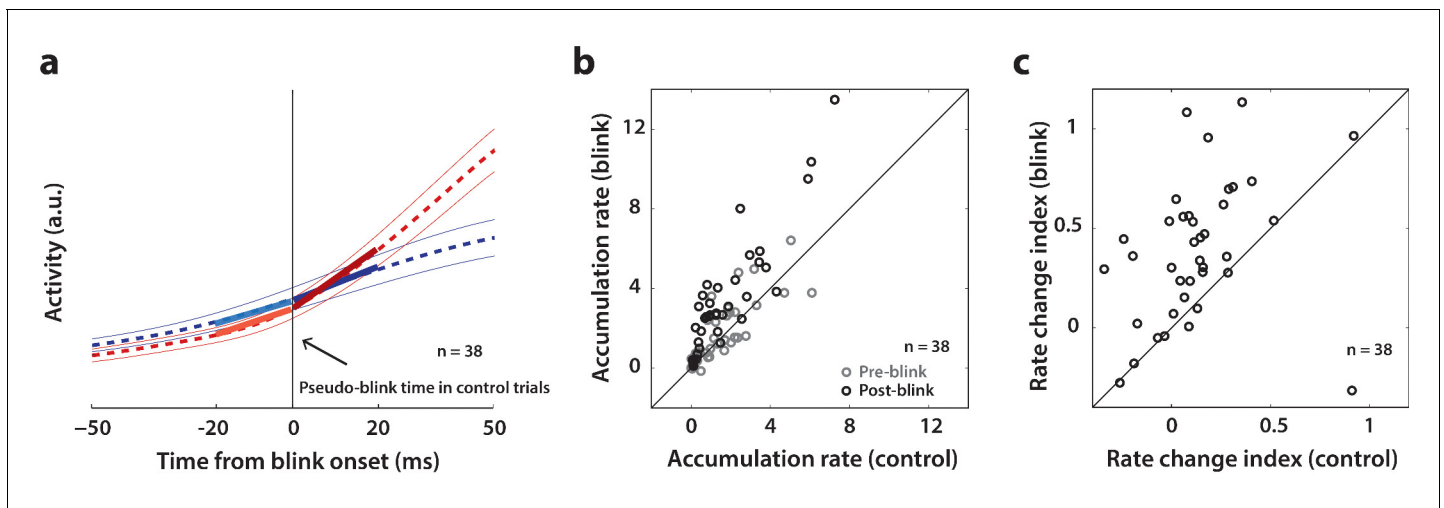 a
Activity (a.u.)
n = 38
Pseudo-blink time in control trials
−50
-20
0
20
50
Time from blink onset (ms)
b
Accumulation rate (blink)
12
8
4
0
n = 38
Pre-blink
Post-blink
0
4
8
12
Accumulation rate (control)
c
Rate change index (blink)
1
0.5
0
n = 38
0
0.5
1
Rate change index (control)